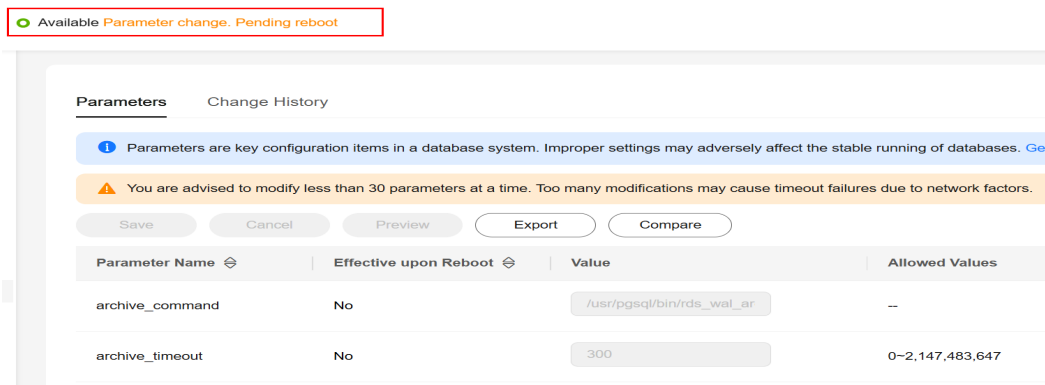 Available Parameter change. Pending reboot
Parameters Change History
Parameters are key configuration items in a database system. Improper settings may adversely affect the stable running of databases. Ge
You are advised to modify less than 30 parameters at a time. Too many modifications may cause timeout failures due to network factors.
Save Cancel Preview Export Compare
Parameter Name Effective upon Reboot Value Allowed Values
archive_command No /usr/pgsql/bin/rds_wal_ar --
archive_timeout No 300 0~2,147,483,647